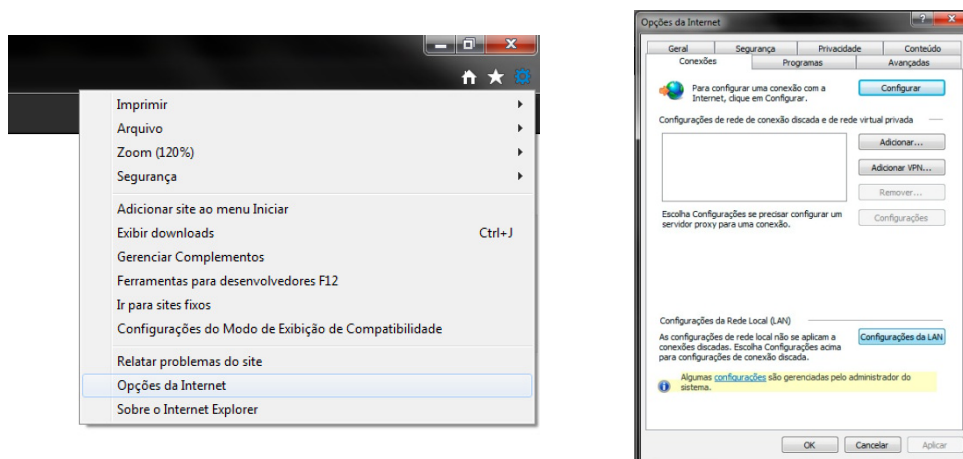 Imprimir
Arquivo
Zoom (120%)
Segurança
Adicionar site ao menu Iniciar
Exibir downloads Ctrl+J
Gerenciar Complementos
Ferramentas para desenvolvedores F12
Ir para sites fixos
Configurações do Modo de Exibição de Compatibilidade
Relatar problemas do site
Opções da Internet
Sobre o Internet Explorer
Opções da Internet
Geral Segurança Privacidade Conteúdo
Conexões Programas Avançadas
Para configurar uma conexão com a
Internet, clique em Configurar.
Configurar
Configurações de rede de conexão discada e de rede virtual privada
Adicionar...
Adicionar VPN...
Remover...
Escolha Configurações se precisar configurar um
servidor proxy para uma conexão.
Configurações
Configurações da Rede Local (LAN)
As configurações de rede local não se aplicam a
conexões discadas. Escolha Configurações acima
para configurações de conexão discada.
Configurações da LAN
Algumas configurações são gerenciadas pelo administrador do
sistema.
OK Cancelar Aplicar